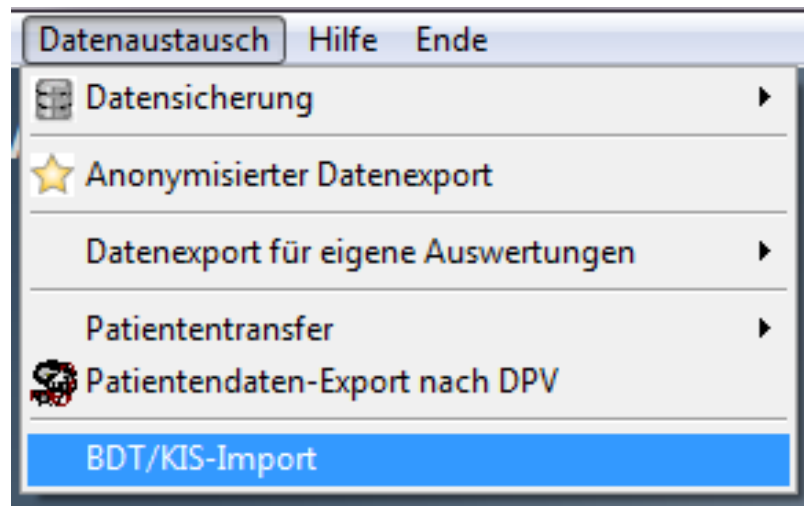 Datenaustausch Hilfe Ende
Datensicherung
Anonymisierter Datenexport
Datenexport für eigene Auswertungen
Patiententransfer
Patientendaten-Export nach DPV
BDT/KIS-Import